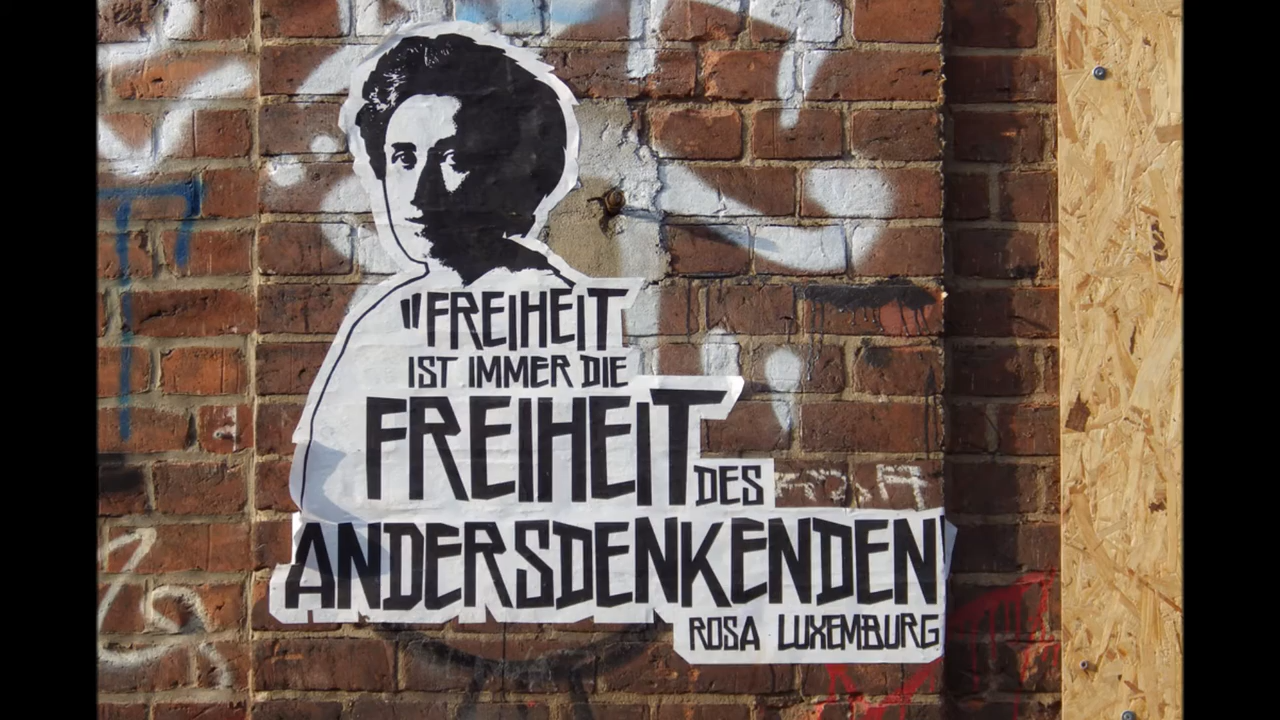 "FREIHEIT
IST IMMER DIE
FREIHEIT DES
ANDERSDENKENDEN"
ROSA LUXEMBURG